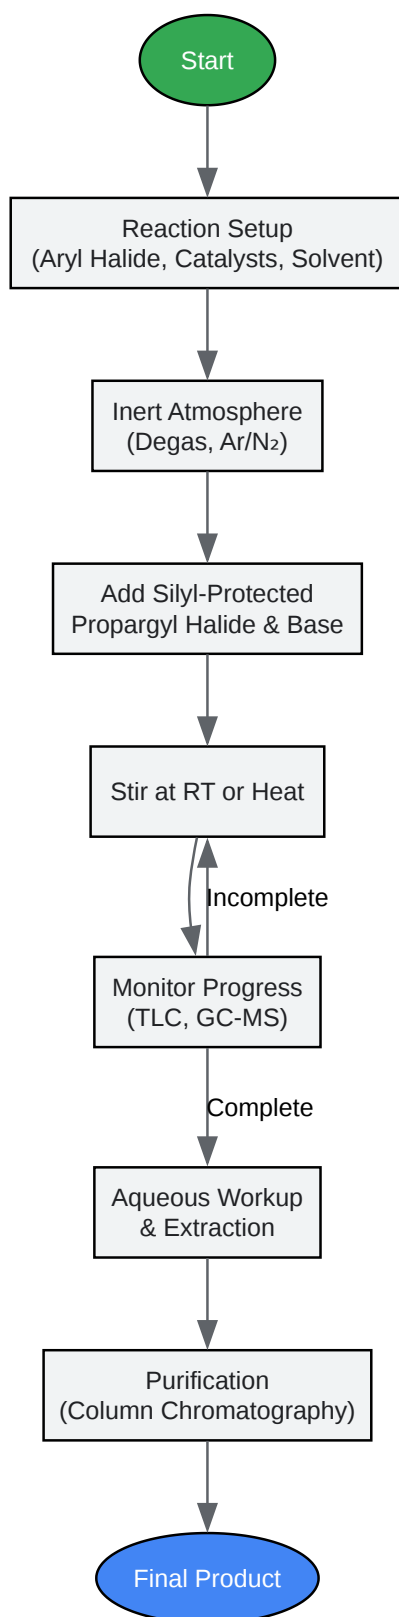 Start
Reaction Setup
(Aryl Halide, Catalysts, Solvent)
Inert Atmosphere
(Degas, Ar/N₂)
Add Silyl-Protected
Propargyl Halide & Base
Stir at RT or Heat
Incomplete
Monitor Progress
(TLC, GC-MS)
Complete
Aqueous Workup
& Extraction
Purification
(Column Chromatography)
Final Product